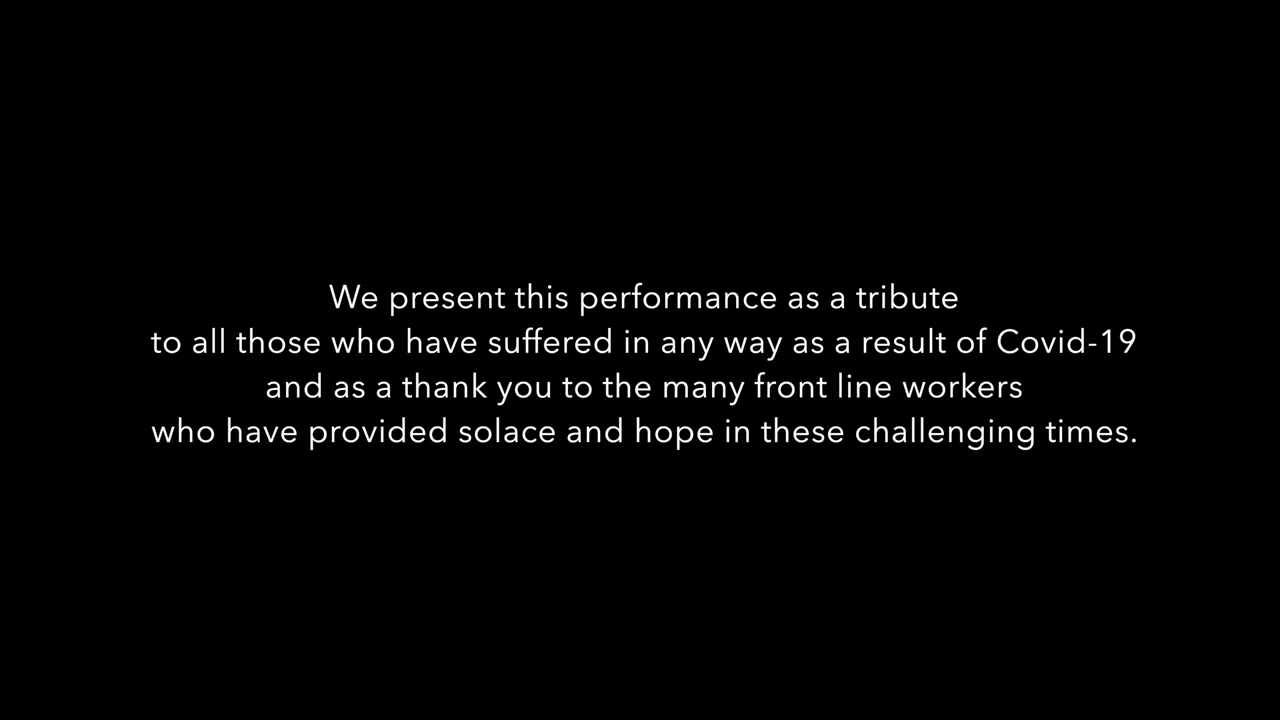 We present this performance as a tribute
to all those who have suffered in any way as a result of Covid-19
and as a thank you to the many front line workers
who have provided solace and hope in these challenging times.